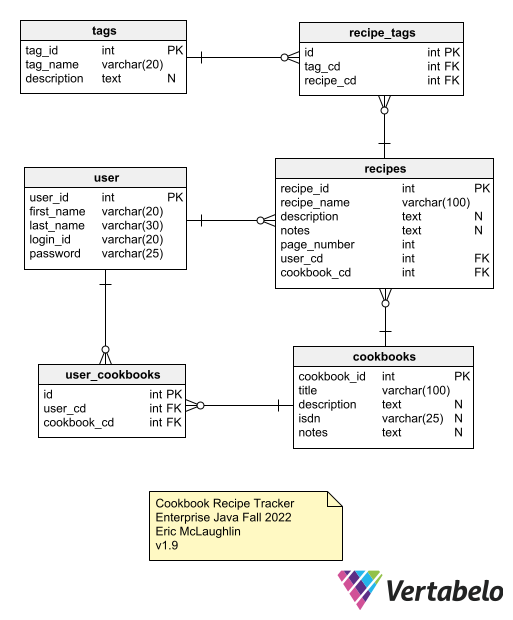 tags
tag_id int PK
tag_name varchar(20)
description text N
recipe_tags
id int PK
tag_cd int FK
recipe_cd int FK
user
user_id int PK
first_name varchar(20)
last_name varchar(30)
login_id varchar(20)
password varchar(25)
recipes
recipe_id int PK
recipe_name varchar(100)
description text N
notes text N
page_number int
user_cd int FK
cookbook_cd int FK
user_cookbooks
id int PK
user_cd int FK
cookbook_cd int FK
cookbooks
cookbook_id int PK
title varchar(100)
description text N
isdn varchar(25) N
notes text N
Cookbook Recipe Tracker
Enterprise Java Fall 2022
Eric McLaughlin
v1.9
Vertabelo